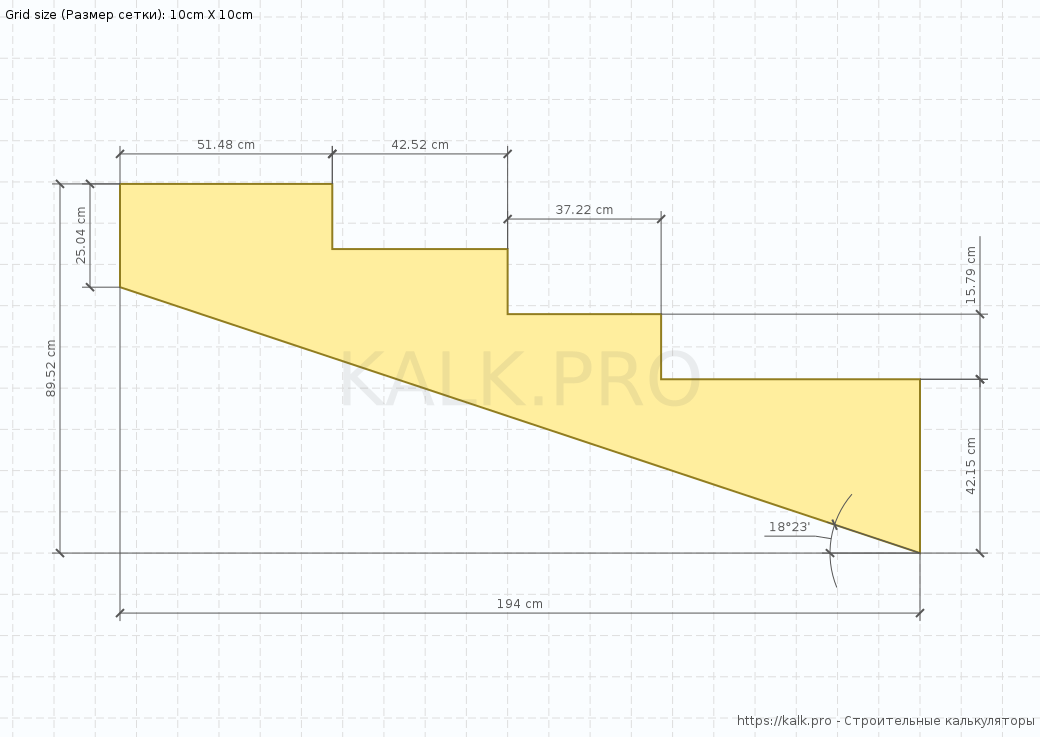 Grid size (Размер сетки): 10cm X 10cm
51.48 cm
42.52 cm
37.22 cm
25.04 cm
15.79 cm
89.52 cm
KALK.PRO
42.15 cm
18°23'
194 cm
https://kalk.pro - Строительные калькуляторы